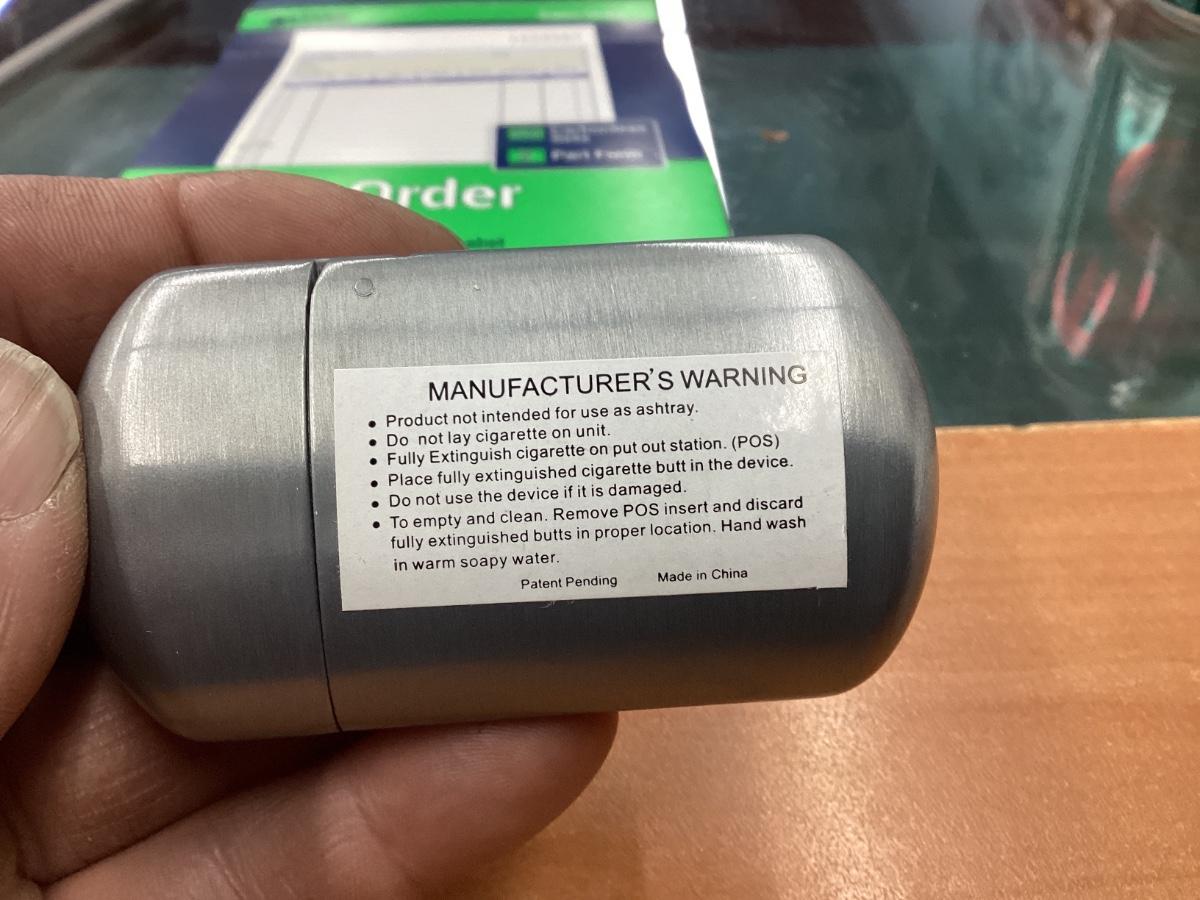 Order
MANUFACTURER'S WARNING
• Product not intended for use as ashtray.
• Do not lay cigarette on unit.
• Fully Extinguish cigarette on put out station. (POS)
• Place fully extinguished cigarette butt in the device.
• Do not use the device if it is damaged.
• To empty and clean. Remove POS insert and discard
fully extinguished butts in proper location. Hand wash
in warm soapy water.
Patent Pending Made in China